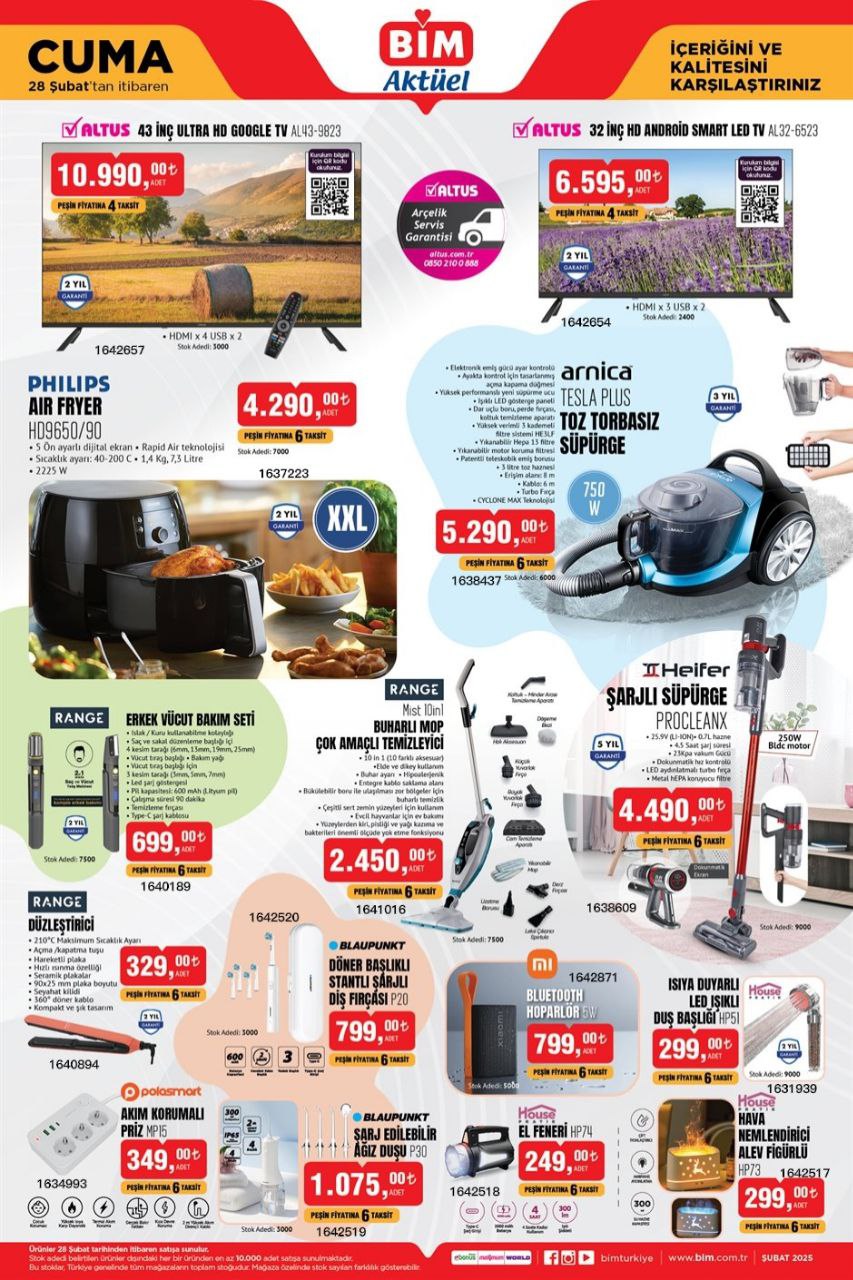 CUMA
28 Şubat'tan itibaren
BİM
Aktüel
İÇERİĞİNİ VE
KALİTESİNİ
KARŞILAŞTIRINIZ
ALTUS 43 İNÇ ULTRA HD GOOGLE TV AL43-9823
10.990,00₺
ADET
PEŞİN FİYATINA 4 TAKSİT
Kurulum bilgisi
için QR kodu
okutunuz.
2 YIL
GARANTİ
• HDMI x 4 USB x 2
Stok Adedi: 3000
1642657
ALTUS
Arçelik
Servis
Garantisi
altus.com.tr
0850 210 0 888
ALTUS 32 İNÇ HD ANDROID SMART LED TV AL32-6523
6.595,00₺
ADET
PEŞİN FİYATINA 4 TAKSİT
Kurulum bilgisi
için QR kodu
okutunuz.
2 YIL
GARANTİ
• HDMI x 3 USB x 2
Stok Adedi: 2400
1642654
PHILIPS
AIR FRYER
HD9650/90
• 5 Ön ayarlı dijital ekran • Rapid Air teknolojisi
• Sıcaklık ayarı: 40-200 C • 1,4 Kg, 7,3 Litre
• 2225 W
4.290,00₺
ADET
PEŞİN FİYATINA 6 TAKSİT
Stok Adedi: 7000
1637223
2 YIL
GARANTİ
XXL
• Elektronik emiş gücü ayar kontrolü
• Ayakta kontrol için tasarlanmış
açma kapama düğmesi
• Yüksek performanslı yeni süpürme ucu
• Işıklı LED gösterge paneli
• Dar uçlu boru, perde fırçası,
koltuk temizleme aparatı
• Yüksek verimli 3 kademeli
filtre sistemi HE3LF
• Yıkanabilir Hepa 13 filtre
• Yıkanabilir motor koruma filtresi
• Patentli teleskobik emiş borusu
• 3 litre toz haznesi
• Erişim alanı: 8 m
• Kablo: 6 m
• Turbo Fırça
• CYCLONE MAX Teknolojisi
arnica
TESLA PLUS
TOZ TORBASIZ
SÜPÜRGE
3 YIL
GARANTİ
750
W
5.290,00₺
ADET
PEŞİN FİYATINA 6 TAKSİT
1638437 Stok Adedi: 6000
RANGE
ERKEK VÜCUT BAKIM SETİ
• Islak / Kuru kullanabilme kolaylığı
• Saç ve sakal düzenleme başlığı içi
4 kesim tarağı (6mm, 13mm, 19mm, 25mm)
• Vücut tıraş başlığı • Bakım yağı
• Vücut tıraş başlığı için
3 kesim tarağı (3mm, 5mm, 7mm)
• Led şarj göstergesi
• Pil kapasitesi: 600 mAh (Lityum pil)
• Çalışma süresi 90 dakika
• Temizleme fırçası
• Type-C şarj kablosu
2 YIL
GARANTİ
Stok Adedi: 7500
699,00₺
ADET
PEŞİN FİYATINA 6 TAKSİT
1640189
RANGE
Mist 10in1
BUHARLI MOP
ÇOK AMAÇLI TEMİZLEYİCİ
• 10 in 1 (10 farklı aksesuar)
• Elde ve dikey kullanım
• Buhar ayarı • Hipoalerjenik
• Entegre kablo saklama alanı
• Bükülebilir boru ile ulaşılması zor bölgeler için
buharlı temizlik
• Çeşitli sert zemin yüzeyleri için kullanım
• Evcil hayvanlar için ev bakımı
• Yüzeylerden kiri, pisliği ve yağı kazıma ve
bakterileri önemli ölçüde yok etme fonksiyonu
2.450,00₺
ADET
PEŞİN FİYATINA 6 TAKSİT
1641016
Koltuk - Minder Arası
Temizleme Aparatı
Halı Aksesuarı
Döşeme
Bezi
Küçük
Yuvarlak
Fırça
Büyük
Yuvarlak
Fırça
Cam Temizleme
Aparatı
Yıkanabilir
Mop
Derz
Fırçası
Uzatma
Borusu
Leke Çıkarıcı
Spatula
Stok Adedi: 7500
Heifer
ŞARJLI SÜPÜRGE
PROCLEANX
• 25.9V (LI-ION) 0.7L hazne
• 4.5 Saat şarj süresi
• 23Kpa vakum Gücü
• Dokunmatik hız kontrolü
• LED aydınlatmalı turbo fırça
• Metal hEPA koruyucu filtre
5 YIL
GARANTİ
250W
Bldc motor
4.490,00₺
ADET
PEŞİN FİYATINA 6 TAKSİT
Dokunmatik
Ekran
1638609
Stok Adedi: 9000
RANGE
DÜZLEŞTİRİCİ
• 210°C Maksimum Sıcaklık Ayarı
• Açma /kapatma tuşu
• Hareketli plaka
• Hızlı ısınma özelliği
• Seramik plakalar
• 90x25 mm plaka boyutu
• Seyahat kilidi
• 360° döner kablo
• Kompakt ve şık tasarım
329,00₺
ADET
PEŞİN FİYATINA 6 TAKSİT
2 YIL
GARANTİ
1640894
1642520
BLAUPUNKT
DÖNER BAŞLIKLI
STANTLI ŞARJLI
DİŞ FIRÇASI P20
Stok Adedi: 3000
799,00₺
ADET
PEŞİN FİYATINA 6 TAKSİT
600
2
3
1642871
BLUETOOTH
HOPARLÖR 5W
xiaomi
799,00₺
ADET
PEŞİN FİYATINA 6 TAKSİT
Stok Adedi: 5000
ISIYA DUYARLI
LED IŞIKLI
DUŞ BAŞLIĞI HP51
House
PRATİK
299,00₺
ADET
PEŞİN FİYATINA 6 TAKSİT
2 YIL
GARANTİ
Stok Adedi: 9000
1631939
polosmart
AKIM KORUMALI
PRİZ MP15
349,00₺
ADET
PEŞİN FİYATINA 6 TAKSİT
1634993
300
IPX5
2
4
Stok Adedi: 3000
BLAUPUNKT
ŞARJ EDİLEBİLİR
AĞIZ DUŞU P30
1.075,00₺
ADET
PEŞİN FİYATINA 6 TAKSİT
1642519
House
PRATİK
EL FENERİ HP74
249,00₺
ADET
PEŞİN FİYATINA 6 TAKSİT
1642518
4
SAAT
300
lm
300
House
PRATİK
HAVA
NEMLENDİRİCİ
ALEV FİGÜRLÜ
HP73
1642517
299,00₺
ADET
PEŞİN FİYATINA 6 TAKSİT
Ürünler 28 Şubat tarihinden itibaren satışa sunulur.
Stok adedi belirtilen ürünler dışındaki her bir üründen en az 10.000 adet satışa sunulmaktadır.
Bu stoklar, Türkiye genelinde tüm mağazaların toplam stoğudur. Mağaza özelinde stok sayıları farklılık gösterebilir.
bonus maximum WORLD
bimturkiye
www.bim.com.tr
ŞUBAT 2025